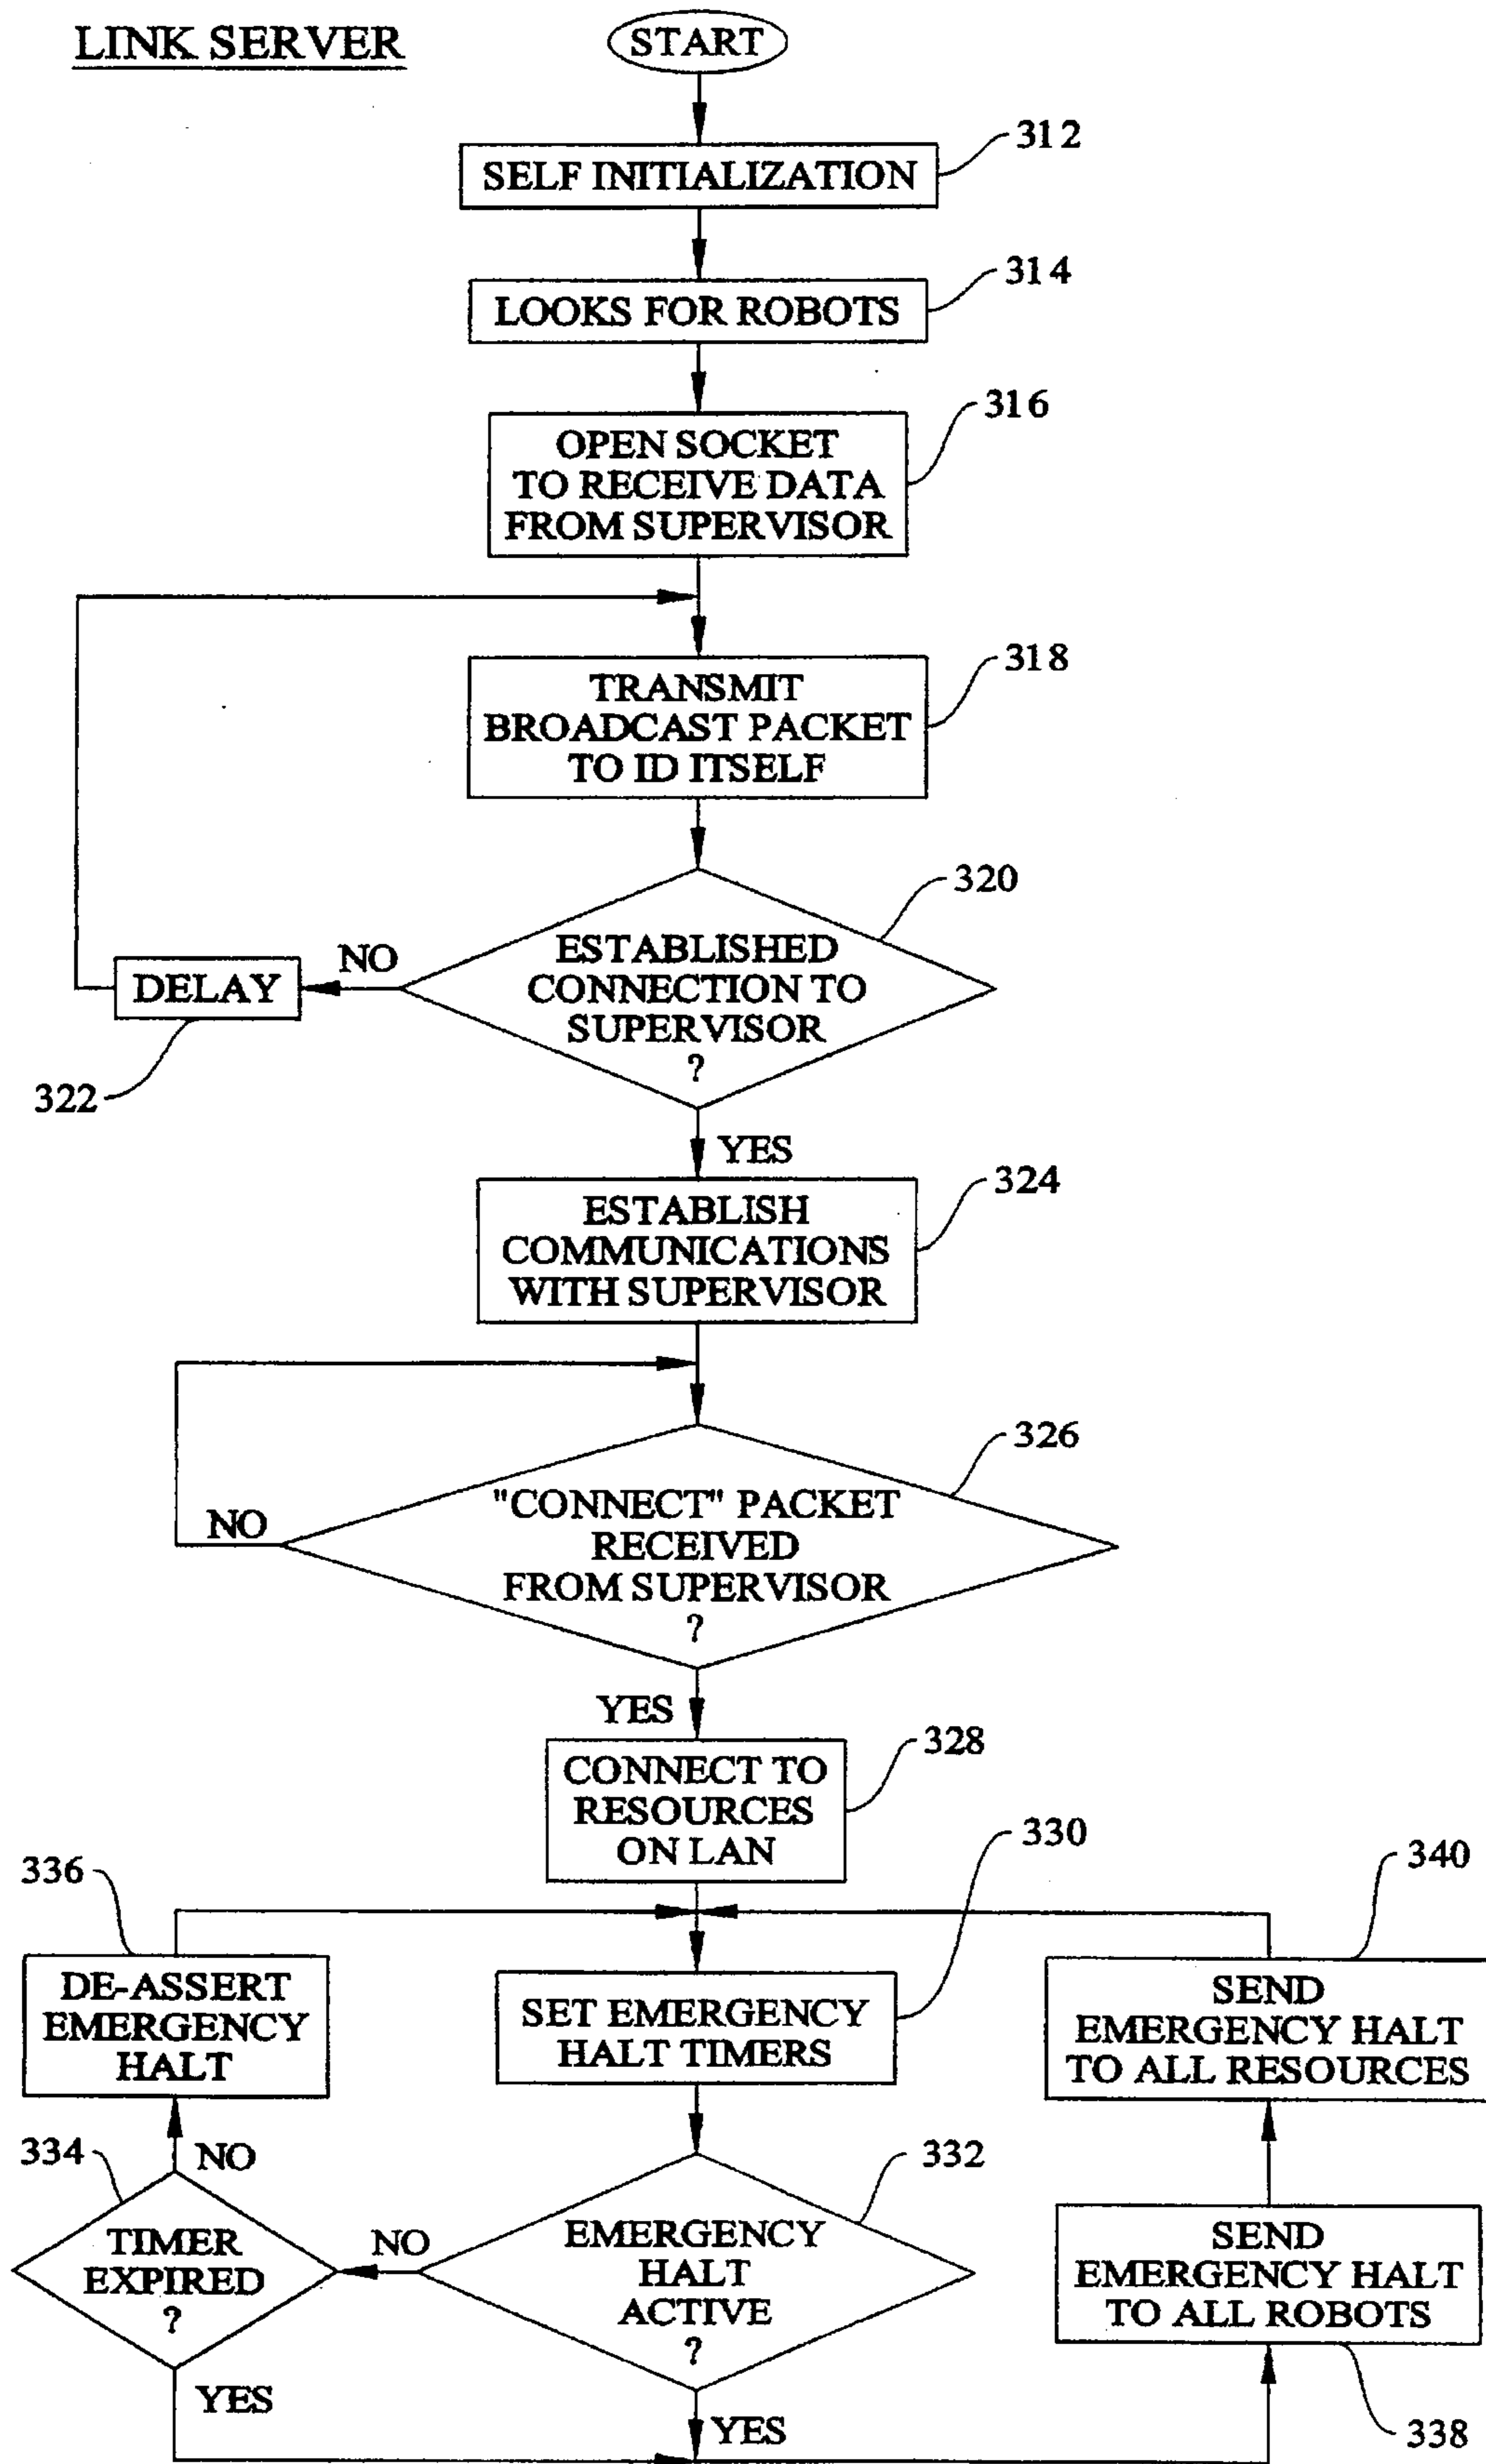 LINK SERVER
START
312
SELF INITIALIZATION
314
LOOKS FOR ROBOTS
316
OPEN SOCKET
TO RECEIVE DATA
FROM SUPERVISOR
318
TRANSMIT
BROADCAST PACKET
TO ID ITSELF
320
ESTABLISHED
CONNECTION TO
SUPERVISOR
?
NO
DELAY
322
YES
324
ESTABLISH
COMMUNICATIONS
WITH SUPERVISOR
326
"CONNECT" PACKET
RECEIVED
FROM SUPERVISOR
?
NO
YES
328
CONNECT TO
RESOURCES
ON LAN
330
SET EMERGENCY
HALT TIMERS
332
EMERGENCY
HALT
ACTIVE
?
NO
YES
334
TIMER
EXPIRED
?
NO
YES
336
DE-ASSERT
EMERGENCY
HALT
340
SEND
EMERGENCY HALT
TO ALL RESOURCES
SEND
EMERGENCY HALT
TO ALL ROBOTS
338